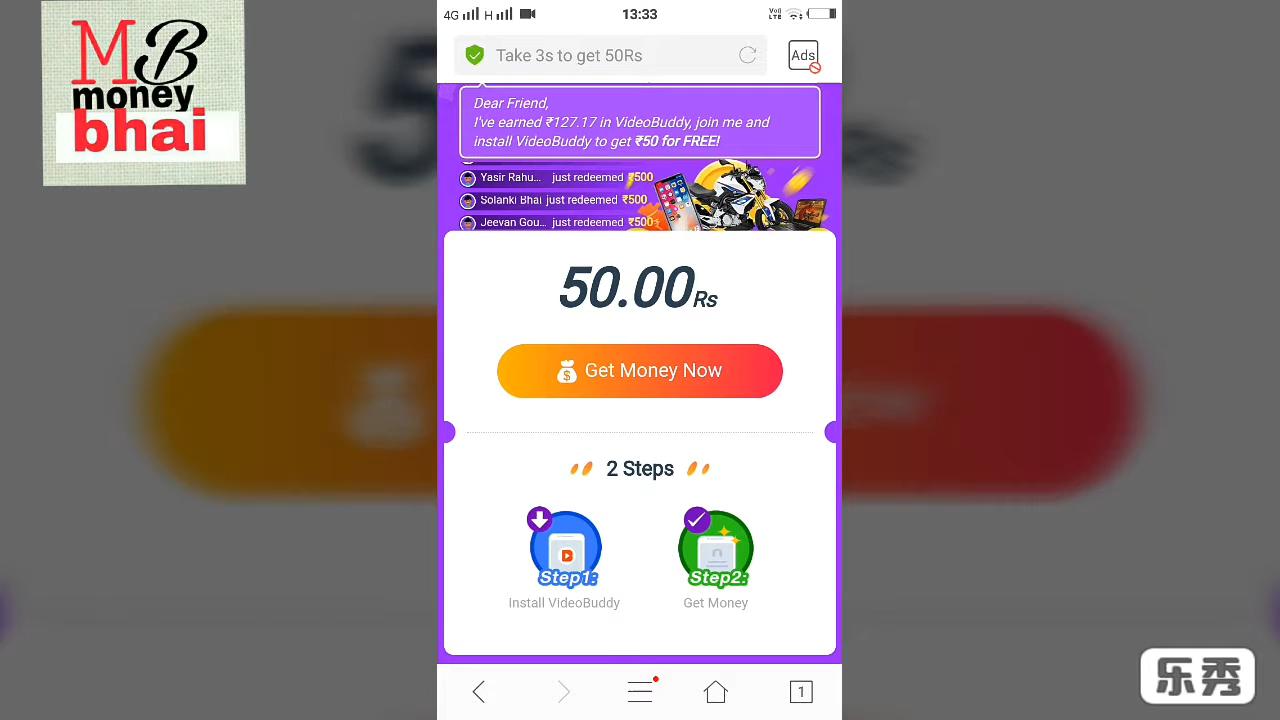 MB
money
bhai
4G H 13:33 Voj LTE
Take 3s to get 50Rs
Ads
Dear Friend,
I've earned ₹127.17 in VideoBuddy, join me and
install VideoBuddy to get ₹50 for FREE!
Yasir Rahu... just redeemed ₹500
Solanki Bhai just redeemed ₹500
Jeevan Gou... just redeemed ₹500
50.00Rs
Get Money Now
2 Steps
Step1:
Step2:
Install VideoBuddy
Get Money
1
乐秀